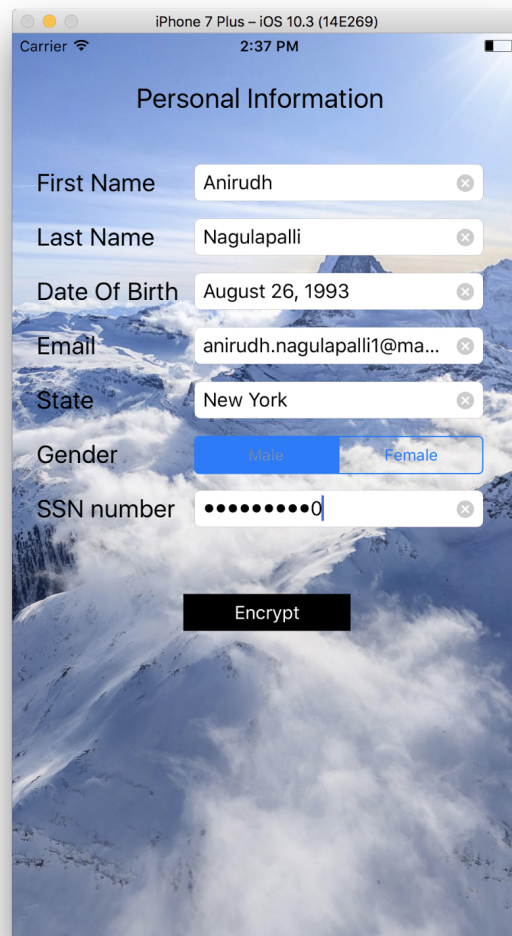 iPhone 7 Plus – iOS 10.3 (14E269)
Carrier 2:37 PM
Personal Information
First Name Anirudh
Last Name Nagulapalli
Date Of Birth August 26, 1993
Email anirudh.nagulapalli1@ma...
State New York
Gender Male Female
SSN number •••••••••0
Encrypt